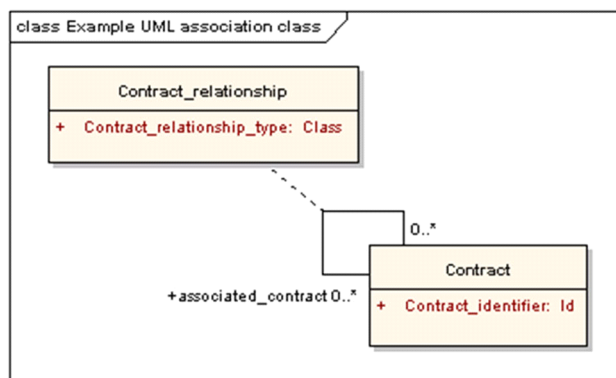 class Example UML association class
Contract_relationship
+ Contract_relationship_type: Class
0..*
Contract
+associated_contract 0..*
+ Contract_identifier: Id